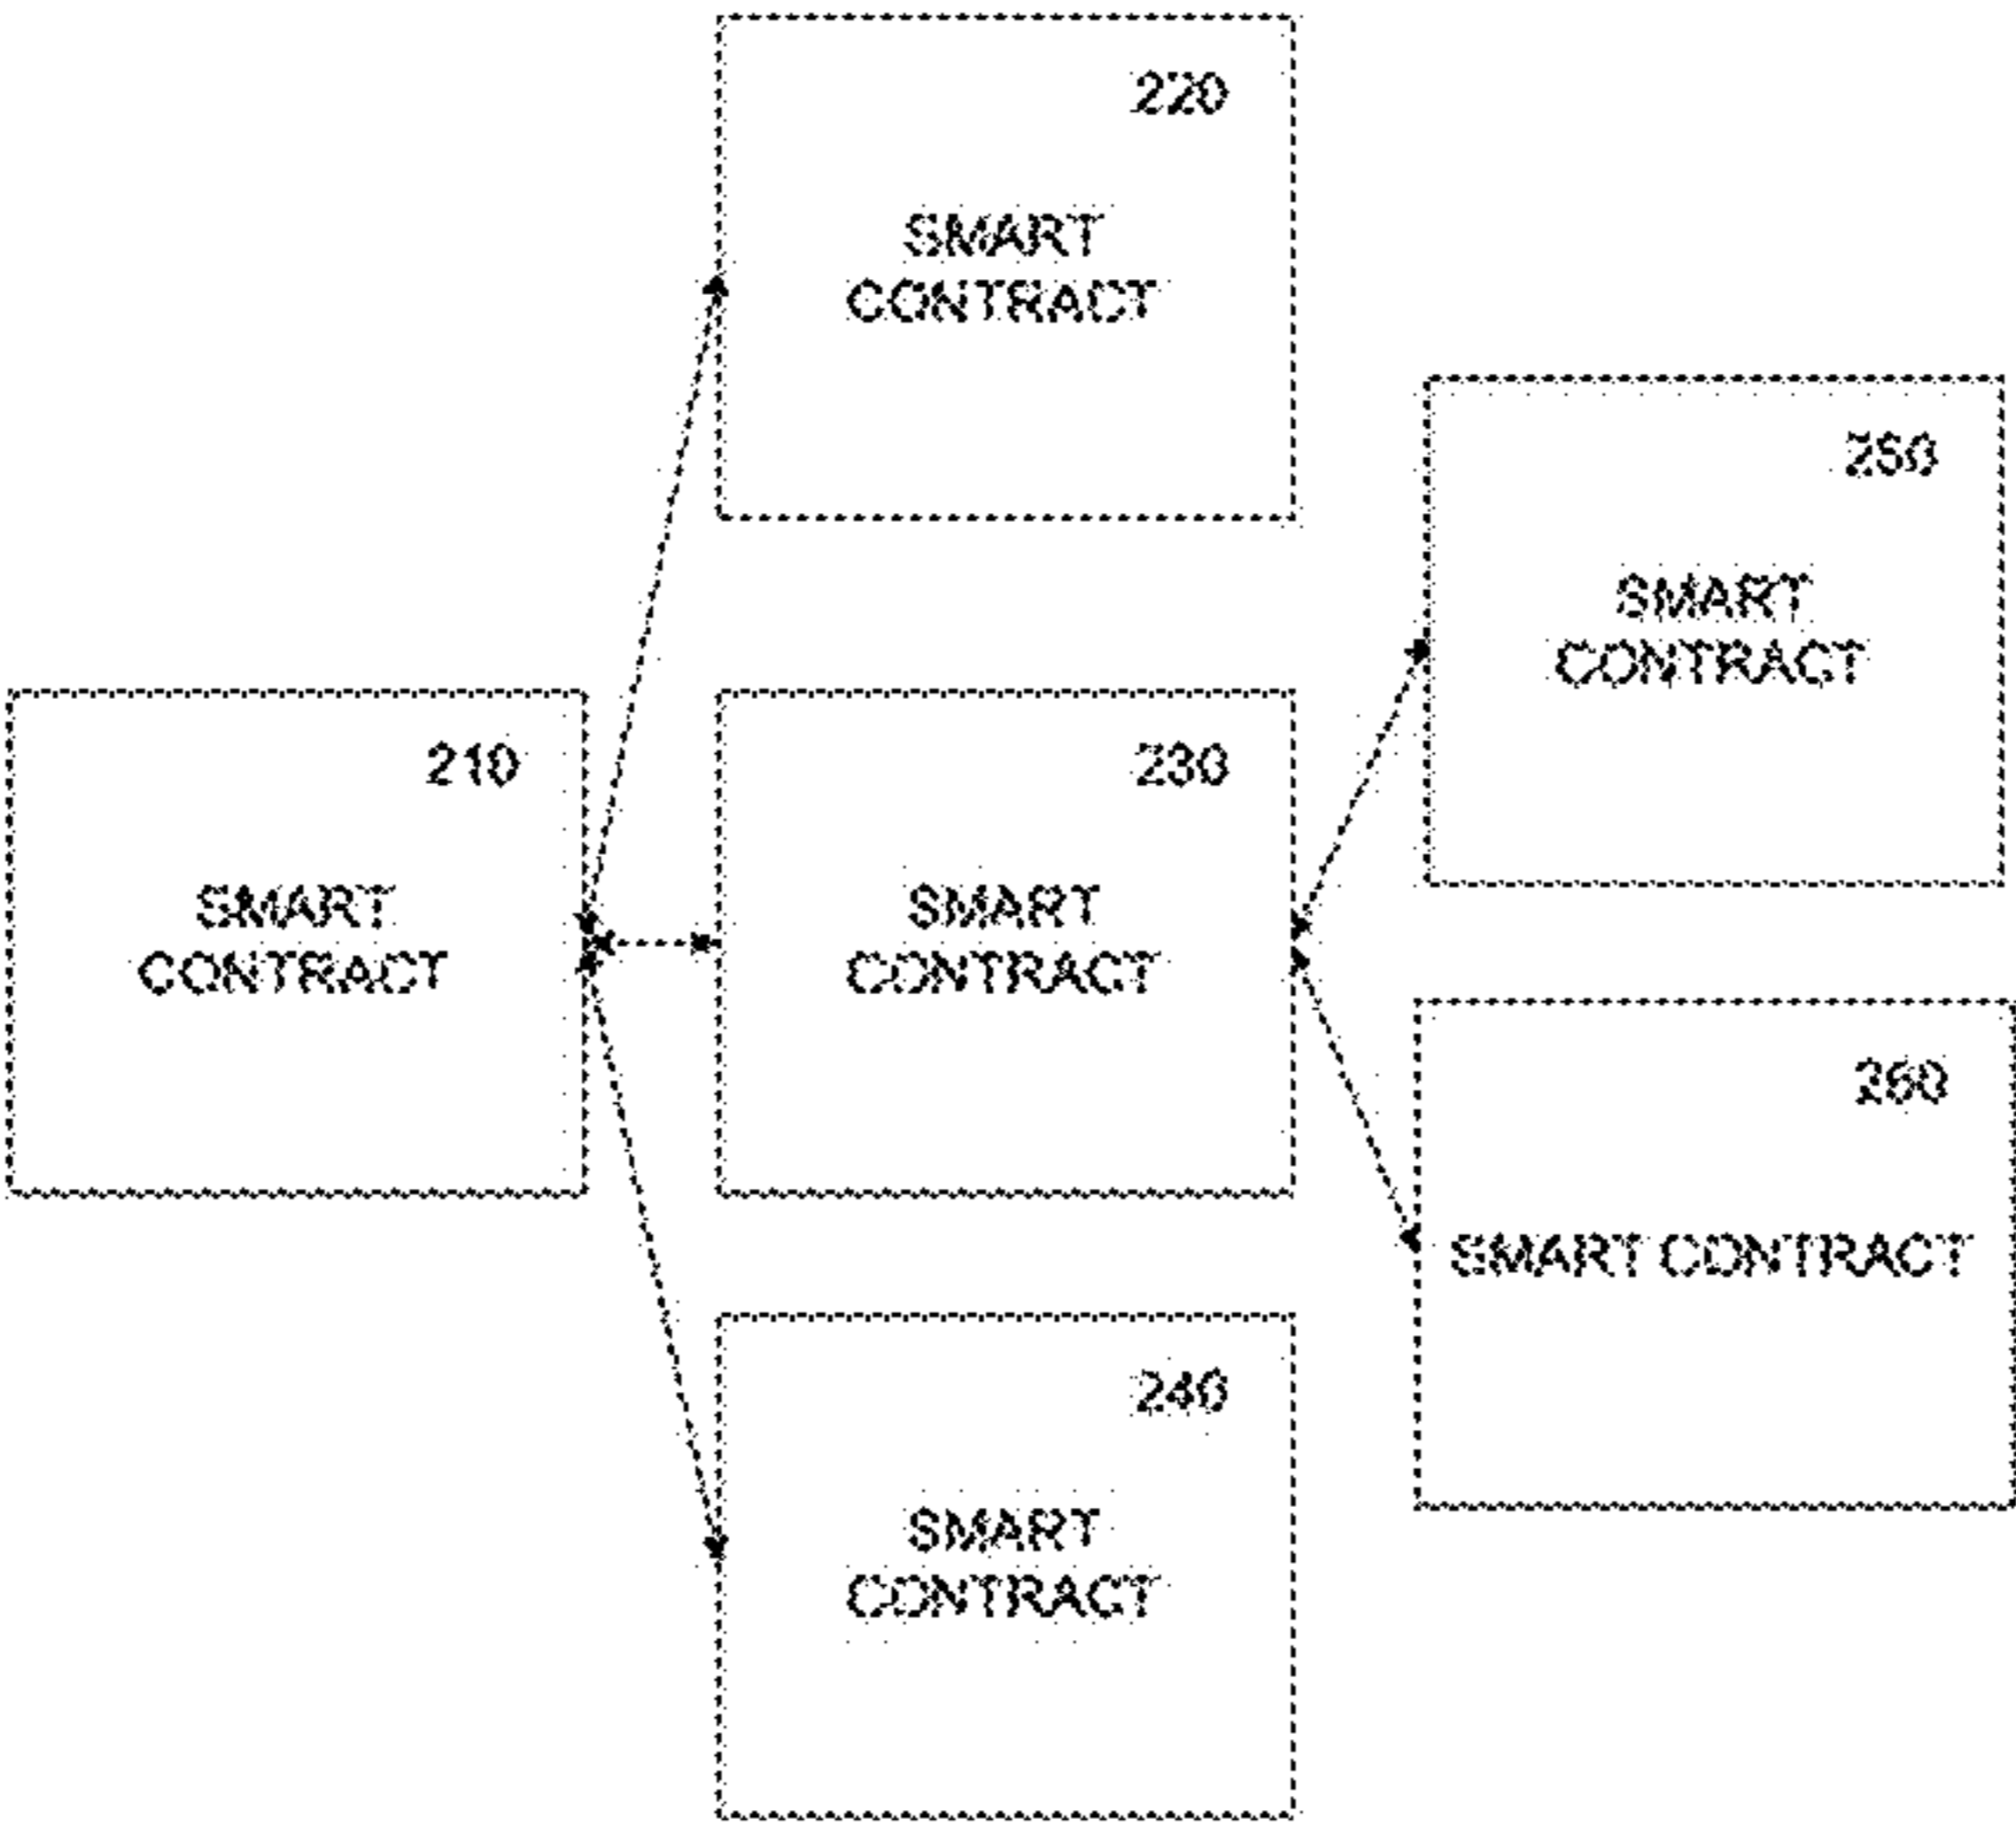 220
SMART
CONTRACT
250
SMART
CONTRACT
210
SMART
CONTRACT
230
SMART
CONTRACT
260
SMART CONTRACT
240
SMART
CONTRACT